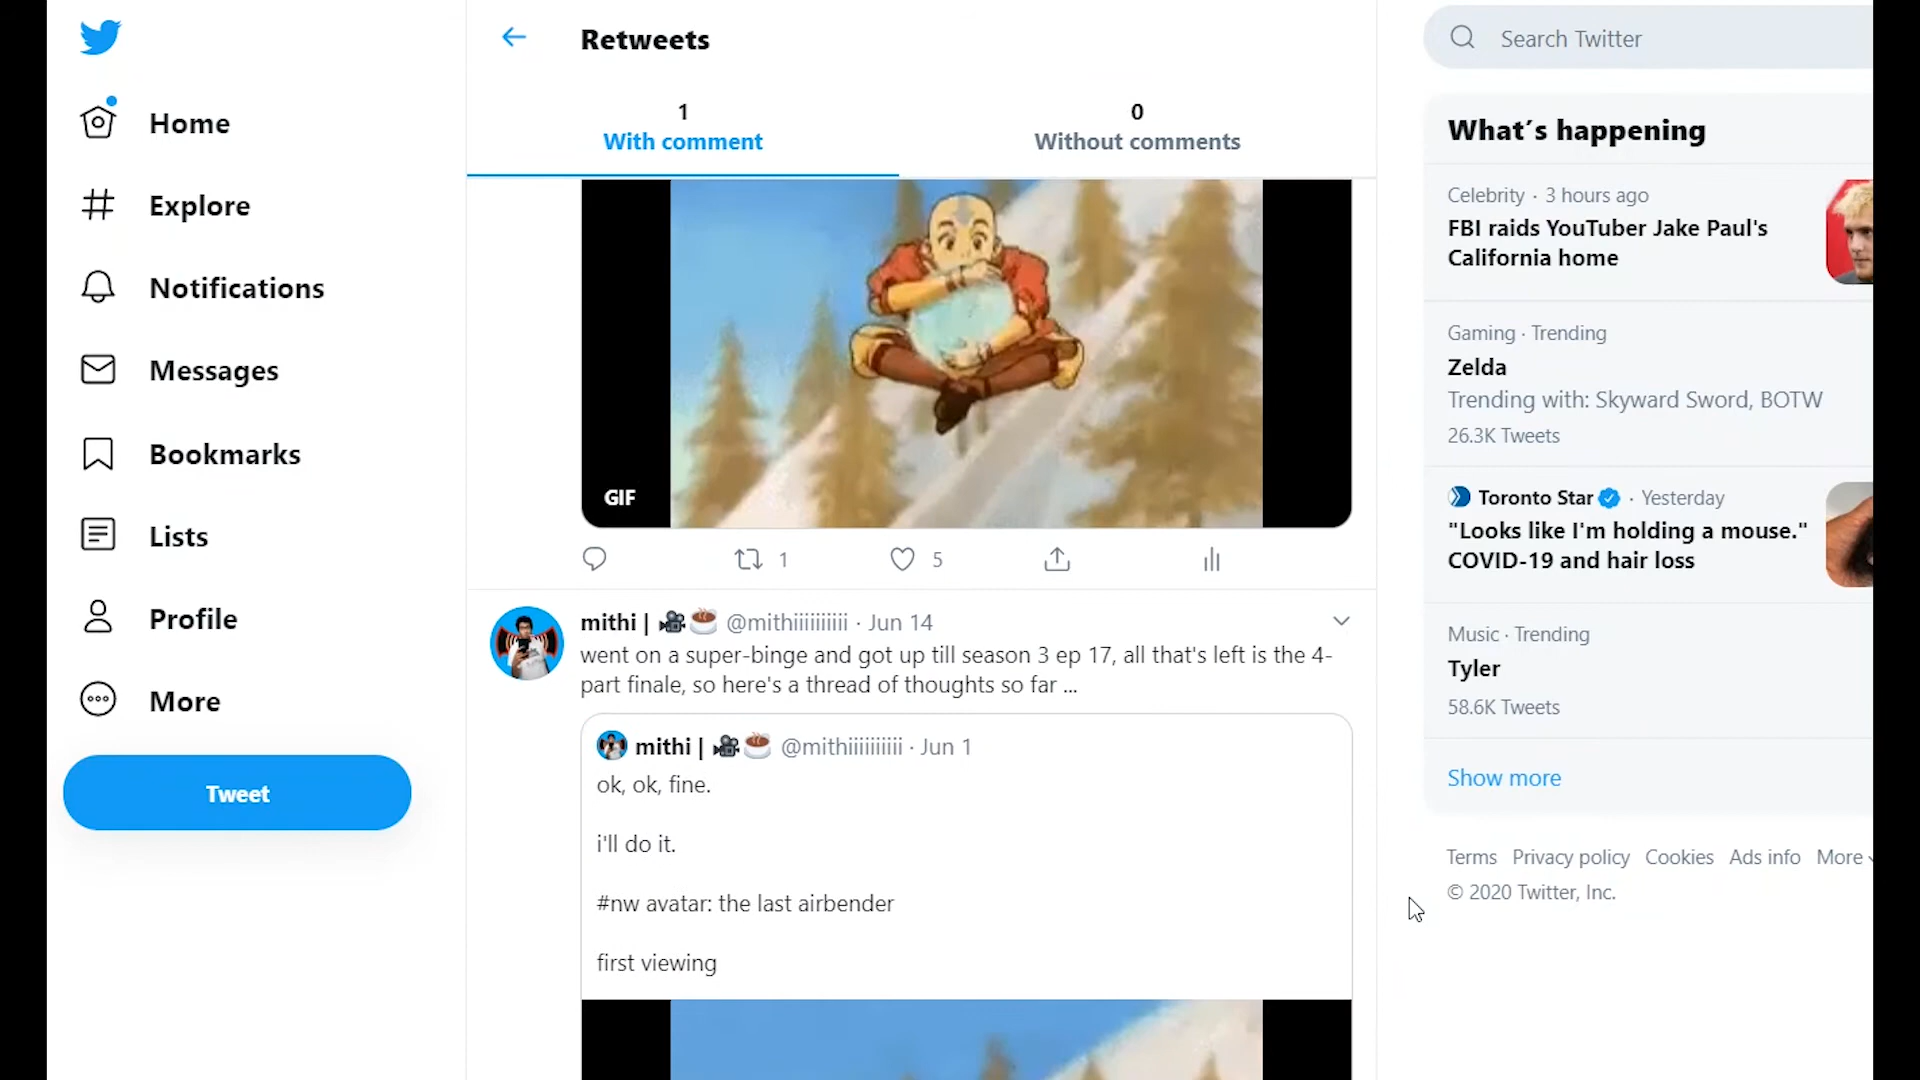 Home
Explore
Notifications
Messages
Bookmarks
Lists
Profile
More
Tweet
Retweets
1
With comment
0
Without comments
GIF
1
5
mithi | 🎥☕ @mithiiiiiiiiii · Jun 14
went on a super-binge and got up till season 3 ep 17, all that's left is the 4-
part finale, so here's a thread of thoughts so far ...
mithi | 🎥☕ @mithiiiiiiiiii · Jun 1
ok, ok, fine.
i'll do it.
#nw avatar: the last airbender
first viewing
Search Twitter
What´s happening
Celebrity · 3 hours ago
FBI raids YouTuber Jake Paul's
California home
Gaming · Trending
Zelda
Trending with: Skyward Sword, BOTW
26.3K Tweets
Toronto Star · Yesterday
"Looks like I'm holding a mouse."
COVID-19 and hair loss
Music · Trending
Tyler
58.6K Tweets
Show more
Terms Privacy policy Cookies Ads info More
© 2020 Twitter, Inc.